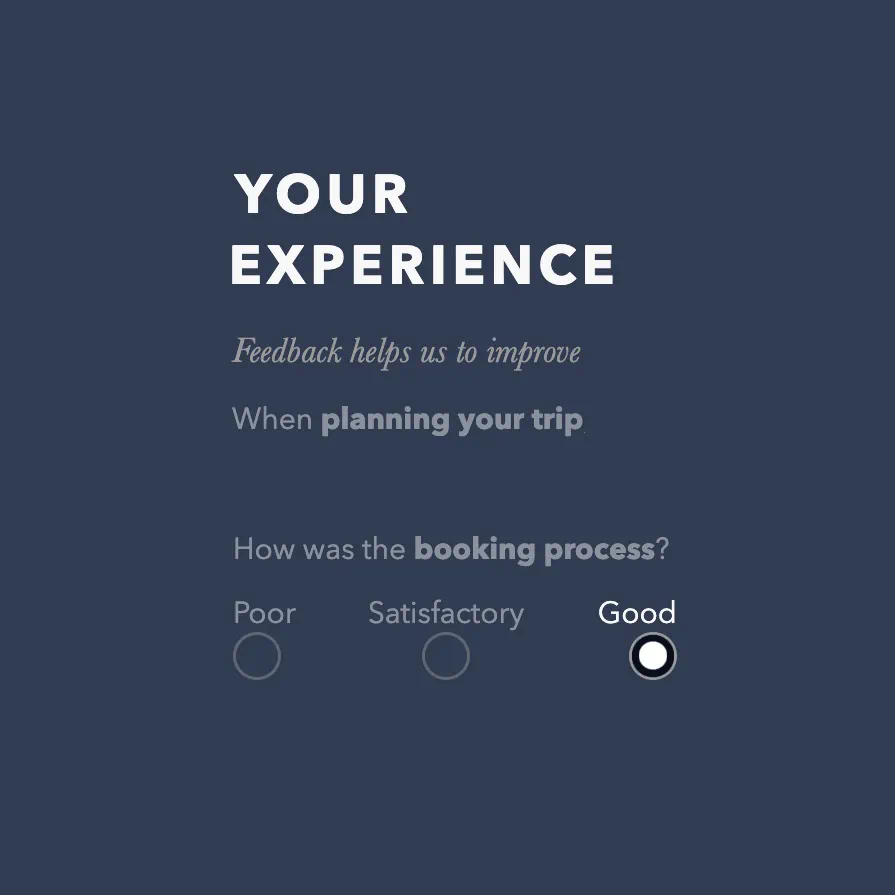 YOUR
EXPERIENCE
Feedback helps us to improve
When planning your trip
How was the booking process?
Poor Satisfactory Good